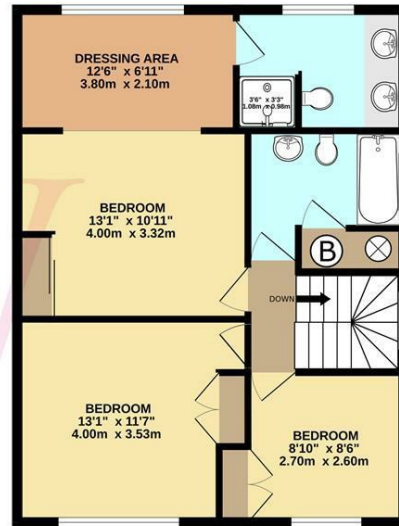 DRESSING AREA
12'6" x 6'11"
3.80m x 2.10m
3'6" x 3'3"
1.08m x 0.98m
BEDROOM
13'1" x 10'11"
4.00m x 3.32m
B
DOWN
BEDROOM
13'1" x 11'7"
4.00m x 3.53m
BEDROOM
8'10" x 8'6"
2.70m x 2.60m